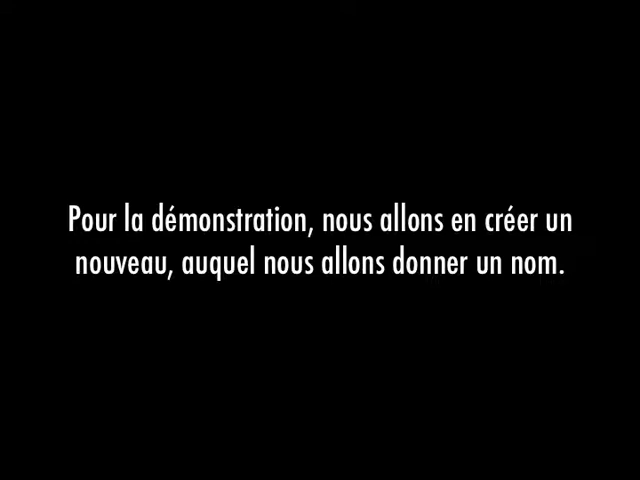 Pour la démonstration, nous allons en créer un
nouveau, auquel nous allons donner un nom.